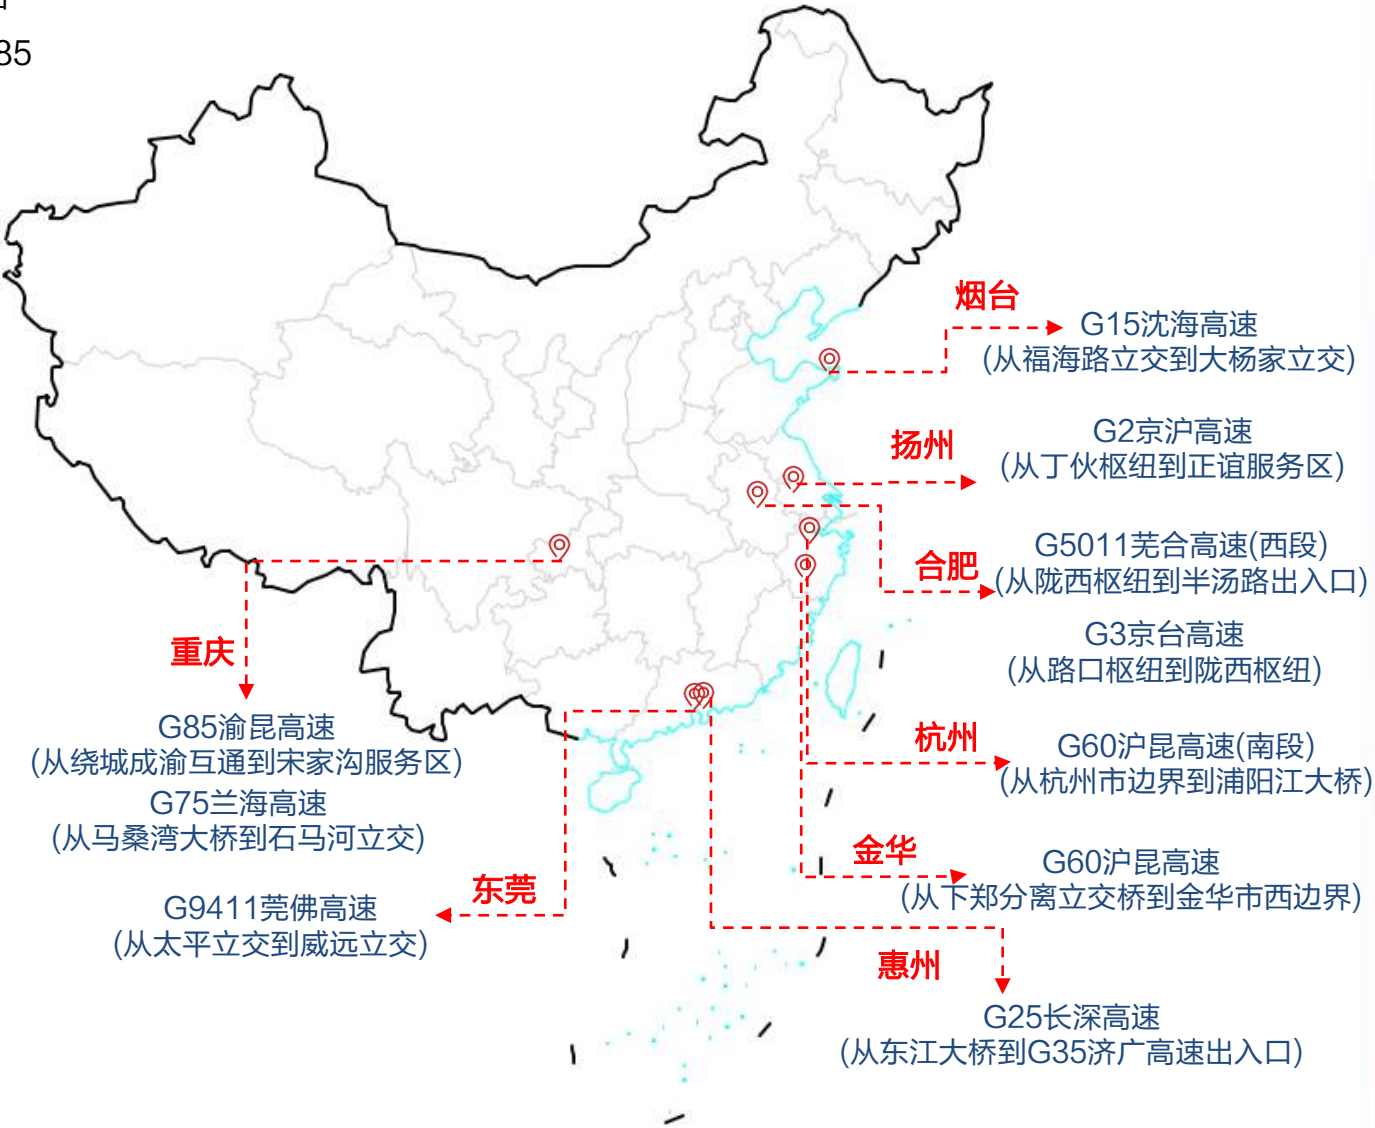 85
烟台
G15沈海高速
(从福海路立交到大杨家立交)
扬州
G2京沪高速
(从丁伙枢纽到正谊服务区)
合肥
G5011芜合高速(西段)
(从陇西枢纽到半汤路出入口)
G3京台高速
(从路口枢纽到陇西枢纽)
重庆
G85渝昆高速
(从绕城成渝互通到宋家沟服务区)
G75兰海高速
(从马桑湾大桥到石马河立交)
杭州
G60沪昆高速(南段)
(从杭州市边界到浦阳江大桥)
金华
G60沪昆高速
(从下郑分离立交桥到金华市西边界)
东莞
G9411莞佛高速
(从太平立交到威远立交)
惠州
G25长深高速
(从东江大桥到G35济广高速出入口)